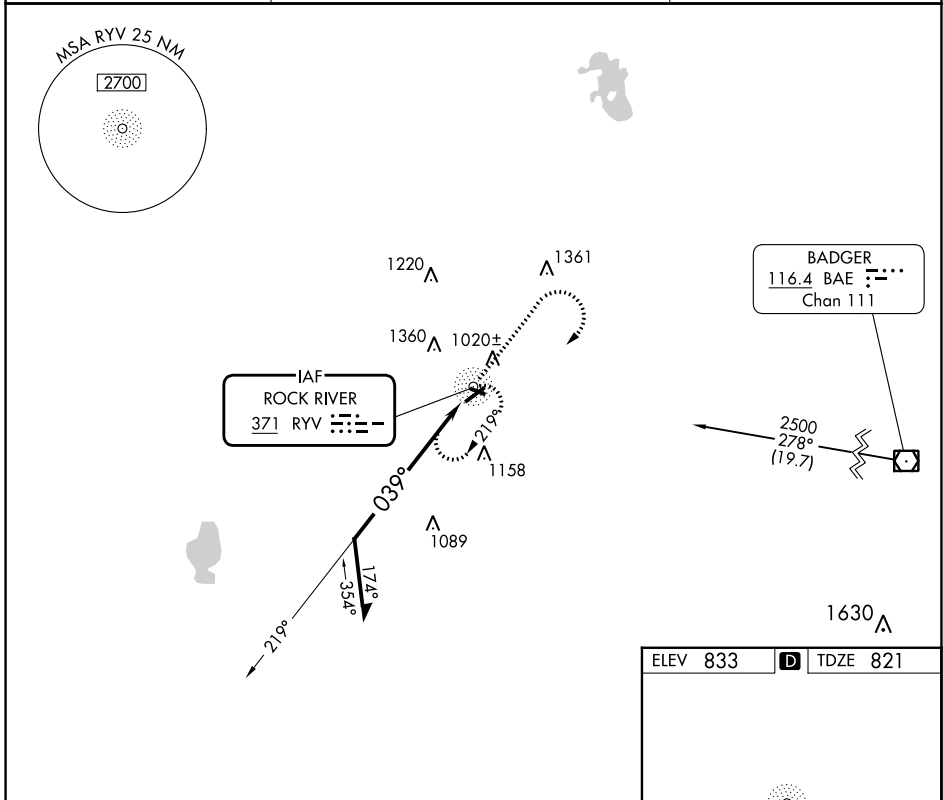 MSA RYV 25 NM
2700
1220
1361
1360
1020±
BADGER
116.4 BAE
Chan 111
IAF
ROCK RIVER
371 RYV
219°
1158
039°
2500
278°
(19.7)
1089
174°
354°
219°
1630
ELEV 833 D TDZE 821